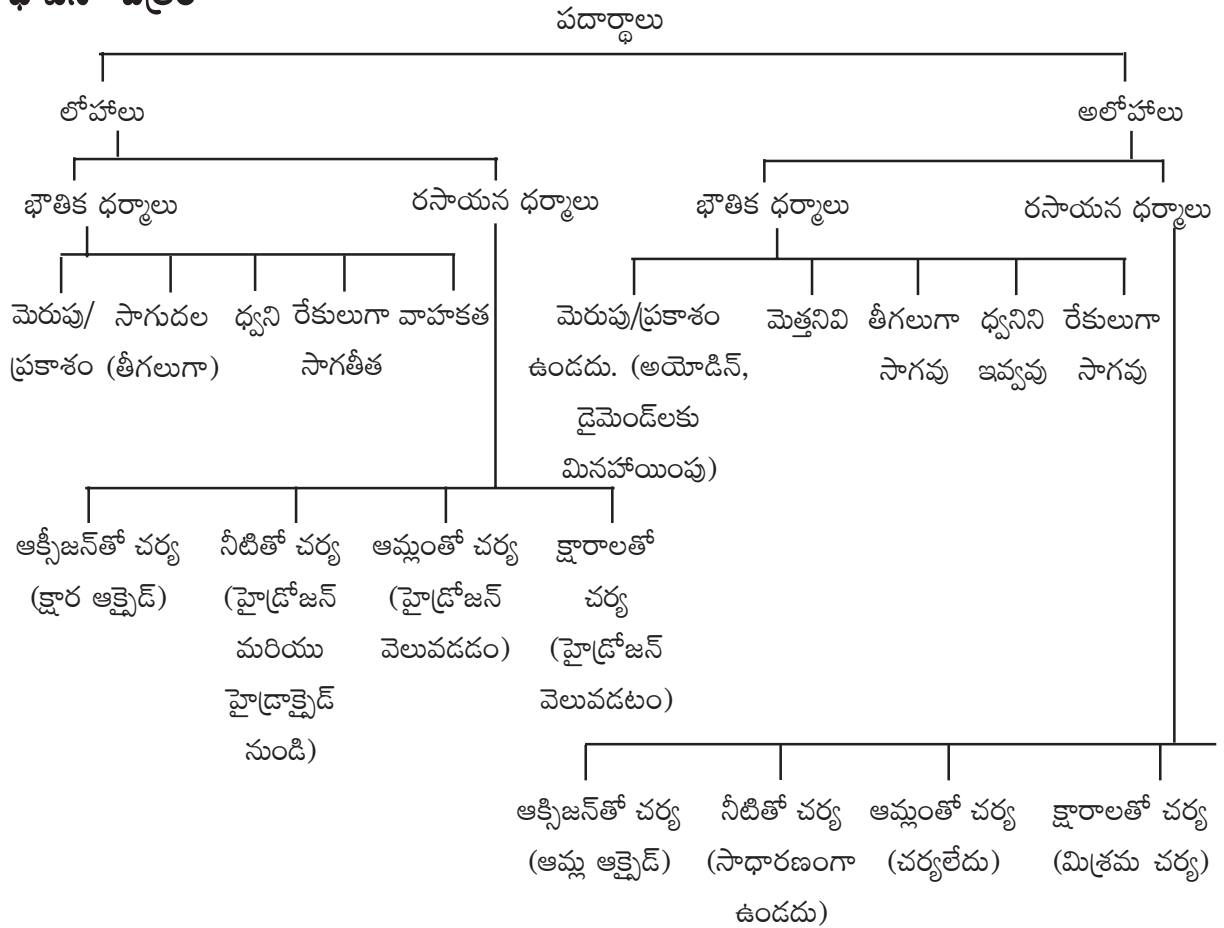 పదార్థాలు
లోహాలు
అలోహాలు
భౌతిక ధర్మాలు
రసాయన ధర్మాలు
భౌతిక ధర్మాలు
రసాయన ధర్మాలు
మెరుపు/
ప్రకాశం
సాగుదల
(తీగలుగా)
ధ్వని
రేకులుగా
సాగతీత
వాహకత
మెరుపు/ప్రకాశం
ఉండదు. (అయోడిన్,
డైమెండ్‌లకు
మినహాయింపు)
మెత్తనివి
తీగలుగా
సాగవు
ధ్వనిని
ఇవ్వవు
రేకులుగా
సాగవు
ఆక్సీజన్‌తో చర్య
(క్షార ఆక్సైడ్)
నీటితో చర్య
(హైడ్రోజన్
మరియు
హైడ్రాక్సైడ్
నుండి)
ఆమ్లంతో చర్య
(హైడ్రోజన్
వెలువడడం)
క్షారాలతో
చర్య
(హైడ్రోజన్
వెలువడటం)
ఆక్సిజన్‌తో చర్య
(ఆమ్ల ఆక్సైడ్)
నీటితో చర్య
(సాధారణంగా
ఉండదు)
ఆమ్లంతో చర్య
(చర్యలేదు)
క్షారాలతో చర్య
(మిశ్రమ చర్య)